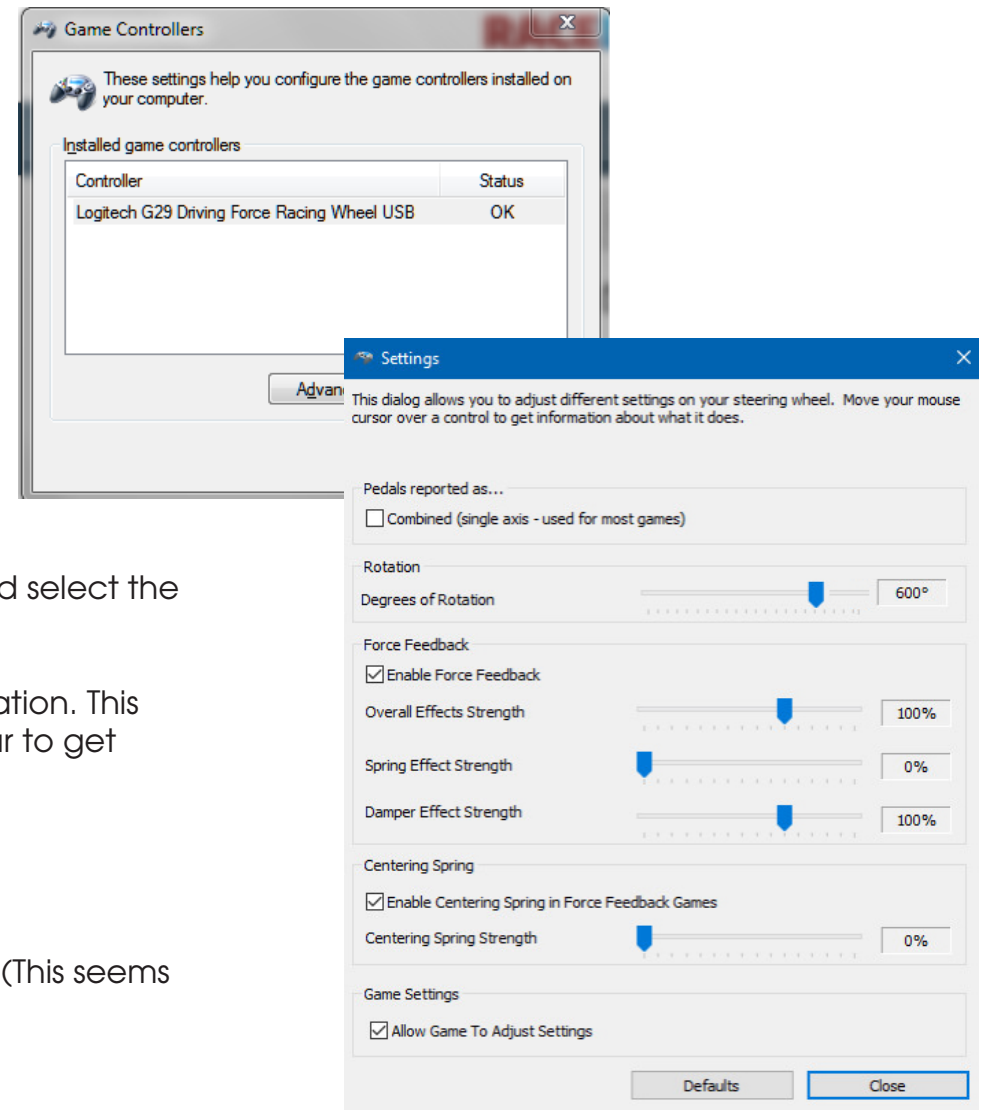 Game Controllers
RACE
X
These settings help you configure the game controllers installed on
your computer.
Installed game controllers
Controller Status
Logitech G29 Driving Force Racing Wheel USB OK
Advan
Settings
This dialog allows you to adjust different settings on your steering wheel. Move your mouse
cursor over a control to get information about what it does.
Pedals reported as...
Combined (single axis - used for most games)
Rotation
Degrees of Rotation 600°
Force Feedback
Enable Force Feedback
Overall Effects Strength 100%
Spring Effect Strength 0%
Damper Effect Strength 100%
Centering Spring
Enable Centering Spring in Force Feedback Games
Centering Spring Strength 0%
Game Settings
Allow Game To Adjust Settings
Defaults Close
d select the
ation. This
ar to get
(This seems